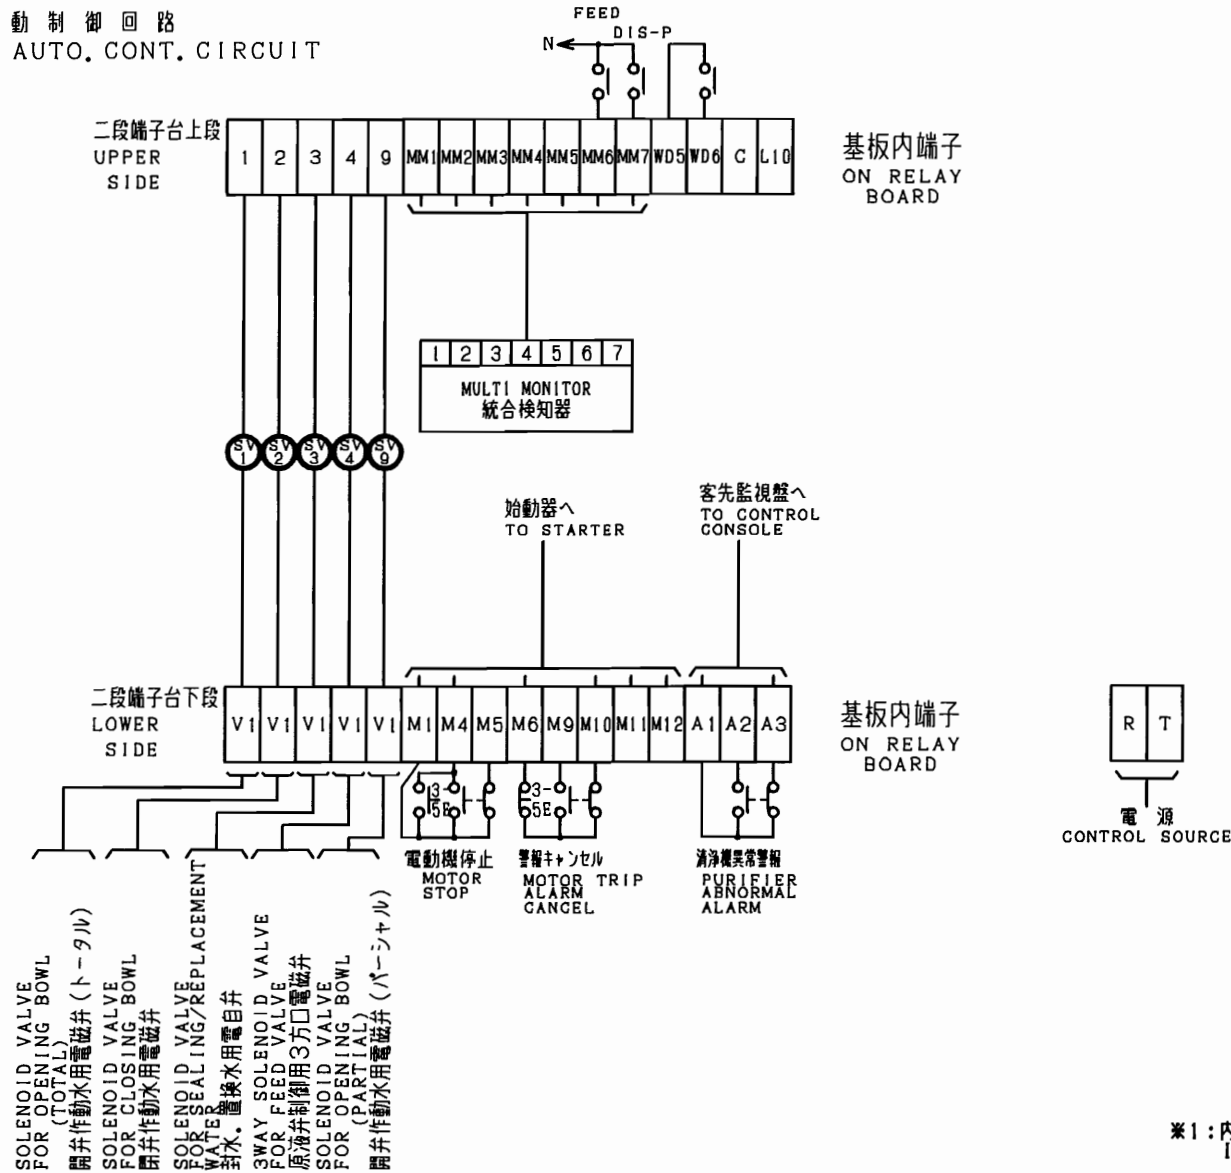 動 制 御 回 路
AUTO. CONT. CIRCUIT
FEED
DIS-P
N
二段端子台上段
UPPER
SIDE
1 2 3 4 9 MM1 MM2 MM3 MM4 MM5 MM6 MM7 WD5 WD6 C L10
基板内端子
ON RELAY
BOARD
1 2 3 4 5 6 7
MULTI MONITOR
統合検知器
SV
1
SV
2
SV
3
SV
4
SV
9
始動器へ
TO STARTER
客先監視盤へ
TO CONTROL
CONSOLE
二段端子台下段
LOWER
SIDE
V1 V1 V1 V1 V1 M1 M4 M5 M6 M9 M10 M11 M12 A1 A2 A3
基板内端子
ON RELAY
BOARD
R T
電 源
CONTROL SOURCE
3-
5E
3-
5E
電動機停止
MOTOR
STOP
警報キャンセル
MOTOR TRIP
ALARM
CANCEL
清浄機異常警報
PURIFIER
ABNORMAL
ALARM
SOLENOID VALVE
FOR OPENING BOWL
(TOTAL)
開弁作動水用電磁弁(トータル)
SOLENOID VALVE
FOR CLOSING BOWL
閉弁作動水用電磁弁
SOLENOID VALVE
FOR SEALING/REPLACEMENT
WATER
封水.置換水用電自弁
3WAY SOLENOID VALVE
FOR FEED VALVE
原液弁制御用3方口電磁弁
SOLENOID VALVE
FOR OPENING BOWL
(PARTIAL)
開弁作動水用電磁弁(パーシャル)
※1: